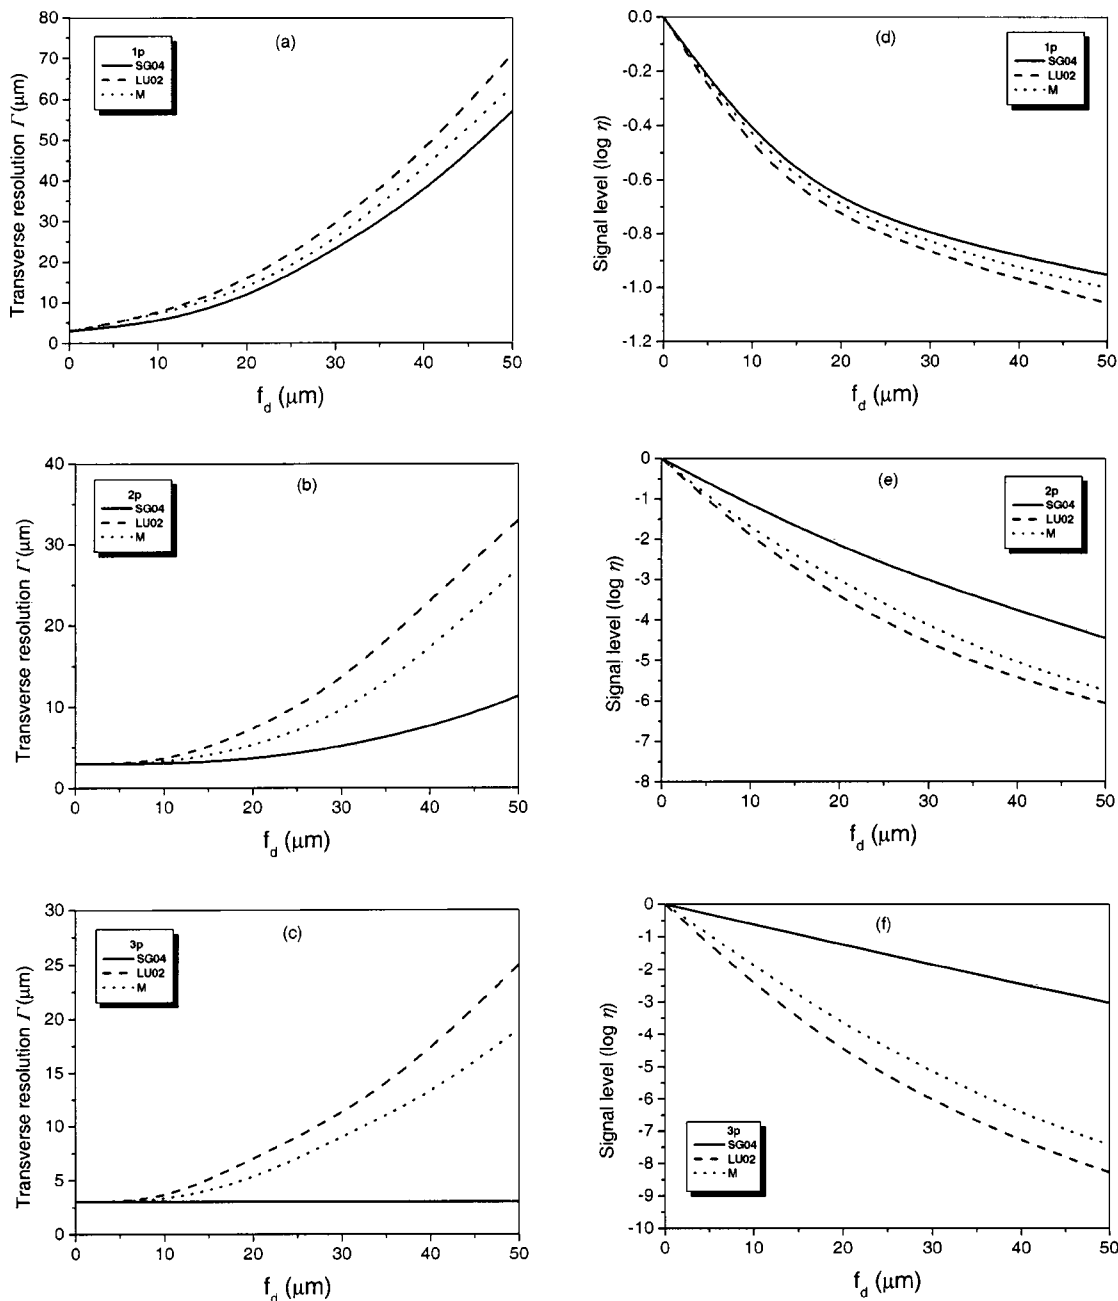 (a)
1p
SG04
LU02
M
Transverse resolution Γ (μm)
80
70
60
50
40
30
20
10
0
0 10 20 30 40 50
f_d (μm)
(d)
1p
SG04
LU02
M
Signal level (log η)
0.0
-0.2
-0.4
-0.6
-0.8
-1.0
-1.2
0 10 20 30 40 50
f_d (μm)
(b)
2p
SG04
LU02
M
Transverse resolution Γ (μm)
40
30
20
10
0
0 10 20 30 40 50
f_d (μm)
(e)
2p
SG04
LU02
M
Signal level (log η)
0
-1
-2
-3
-4
-5
-6
-7
-8
0 10 20 30 40 50
f_d (μm)
(c)
3p
SG04
LU02
M
Transverse resolution Γ (μm)
30
25
20
15
10
5
0
0 10 20 30 40 50
f_d (μm)
(f)
3p
SG04
LU02
M
Signal level (log η)
0
-1
-2
-3
-4
-5
-6
-7
-8
-9
-10
0 10 20 30 40 50
f_d (μm)